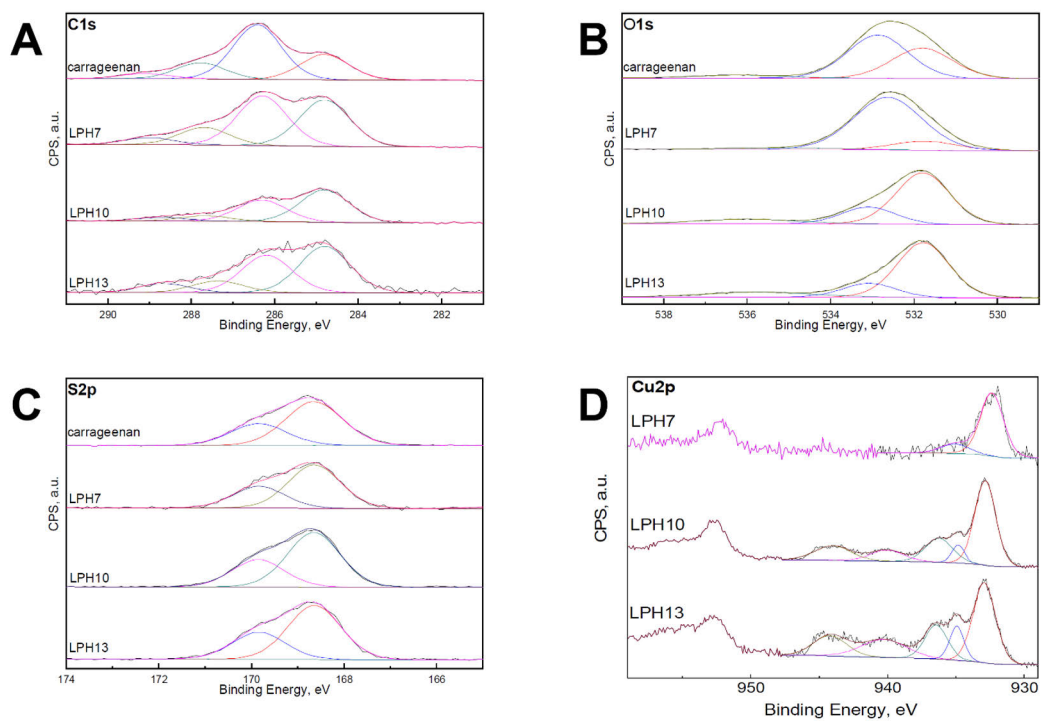 A
C1s
carrageenan
LPH7
LPH10
LPH13
CPS, a.u.
290 288 286 284 282
Binding Energy, eV
B
O1s
carrageenan
LPH7
LPH10
LPH13
CPS, a.u.
538 536 534 532 530
Binding Energy, eV
C
S2p
carrageenan
LPH7
LPH10
LPH13
CPS, a.u.
174 172 170 168 166
Binding Energy, eV
D
Cu2p
LPH7
LPH10
LPH13
CPS, a.u.
950 940 930
Binding Energy, eV